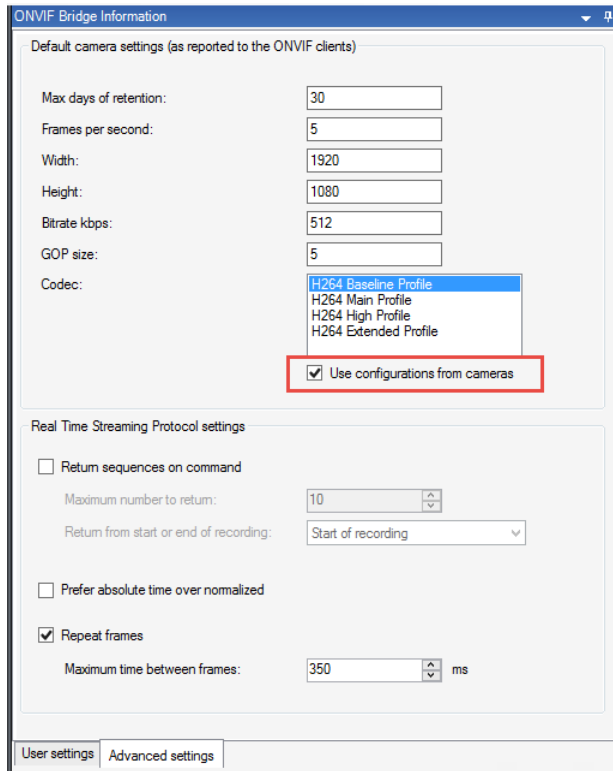 ONVIF Bridge Information
Default camera settings (as reported to the ONVIF clients)
Max days of retention: 30
Frames per second: 5
Width: 1920
Height: 1080
Bitrate kbps: 512
GOP size: 5
Codec: H264 Baseline Profile
H264 Main Profile
H264 High Profile
H264 Extended Profile
Use configurations from cameras
Real Time Streaming Protocol settings
Return sequences on command
Maximum number to return: 10
Return from start or end of recording: Start of recording
Prefer absolute time over normalized
Repeat frames
Maximum time between frames: 350 ms
User settings Advanced settings